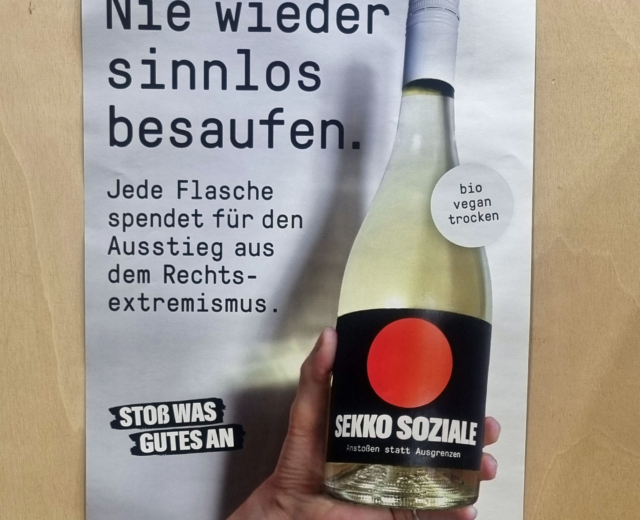 Nie wieder
sinnlos
besaufen.
Jede Flasche
spendet für den
Ausstieg aus
dem Rechts-
extremismus.
bio
vegan
trocken
STOß WAS
GUTES AN
SEKKO SOZIALE
Anstoßen statt Ausgrenzen